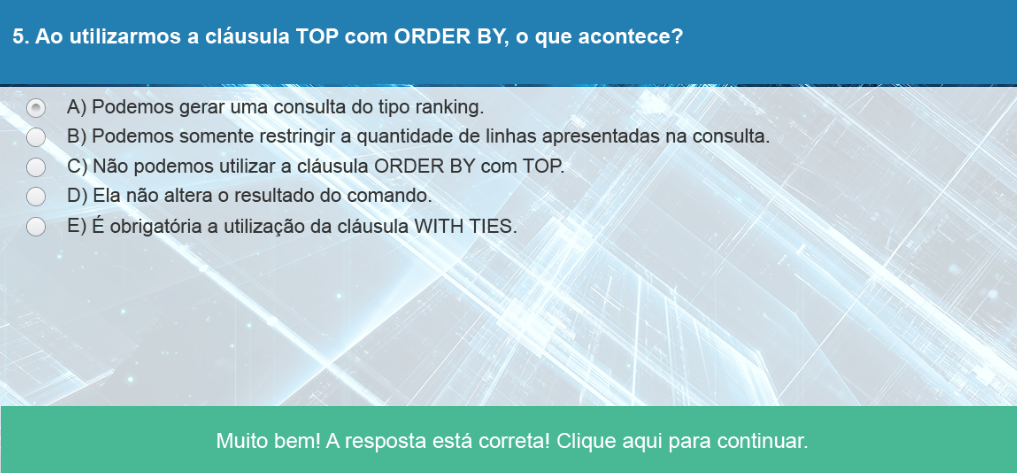 5. Ao utilizarmos a cláusula TOP com ORDER BY, o que acontece?
A) Podemos gerar uma consulta do tipo ranking.
B) Podemos somente restringir a quantidade de linhas apresentadas na consulta.
C) Não podemos utilizar a cláusula ORDER BY com TOP.
D) Ela não altera o resultado do comando.
E) É obrigatória a utilização da cláusula WITH TIES.
Muito bem! A resposta está correta! Clique aqui para continuar.